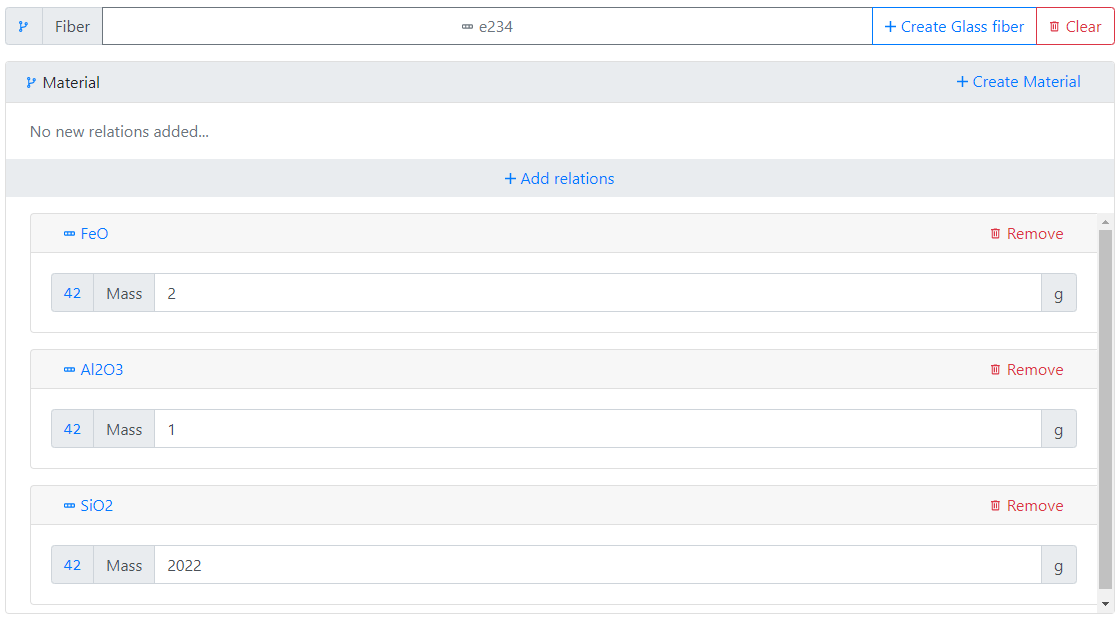 Fiber e234 + Create Glass fiber Clear
Material + Create Material
No new relations added...
+ Add relations
FeO Remove
42 Mass 2 g
Al2O3 Remove
42 Mass 1 g
SiO2 Remove
42 Mass 2022 g